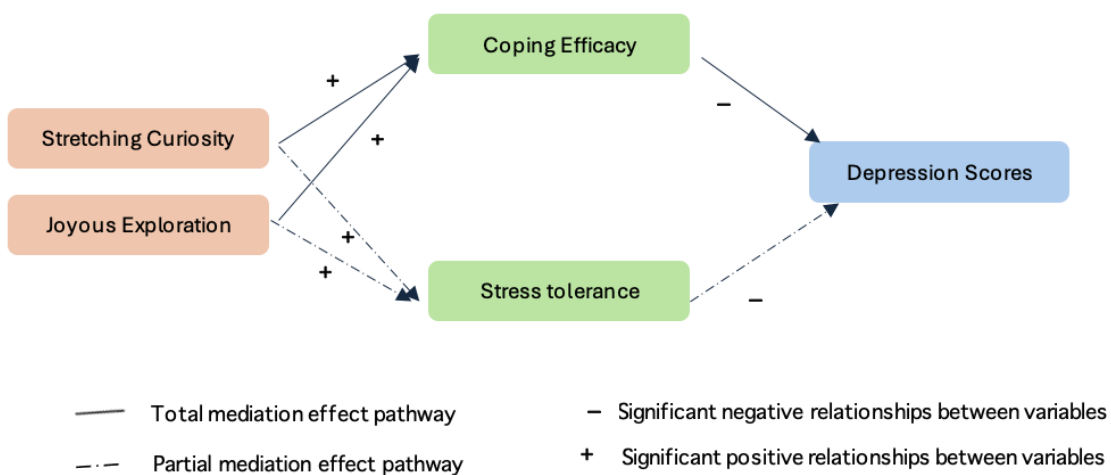 Coping Efficacy
+
−
Stretching Curiosity
+
Depression Scores
Joyous Exploration
+
+
Stress tolerance
−
Total mediation effect pathway
− Significant negative relationships between variables
Partial mediation effect pathway
+ Significant positive relationships between variables